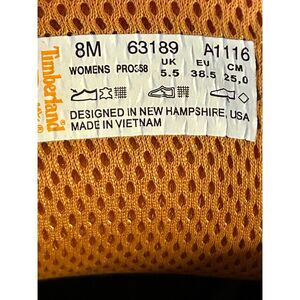 Timberland
8M 63189 A1116
WOMENS PRO358 UK EU CM
5.5 38.5 25,0
DESIGNED IN NEW HAMPSHIRE, USA
MADE IN VIETNAM